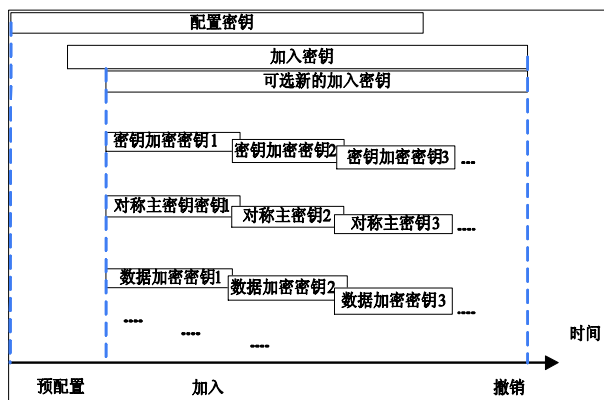 配置密钥
加入密钥
可选新的加入密钥
密钥加密密钥1
密钥加密密钥2
密钥加密密钥3
....
对称主密钥密钥1
对称主密钥2
对称主密钥3
....
数据加密密钥1
数据加密密钥2
数据加密密钥3
....
....
....
....
时间
预配置
加入
撤销